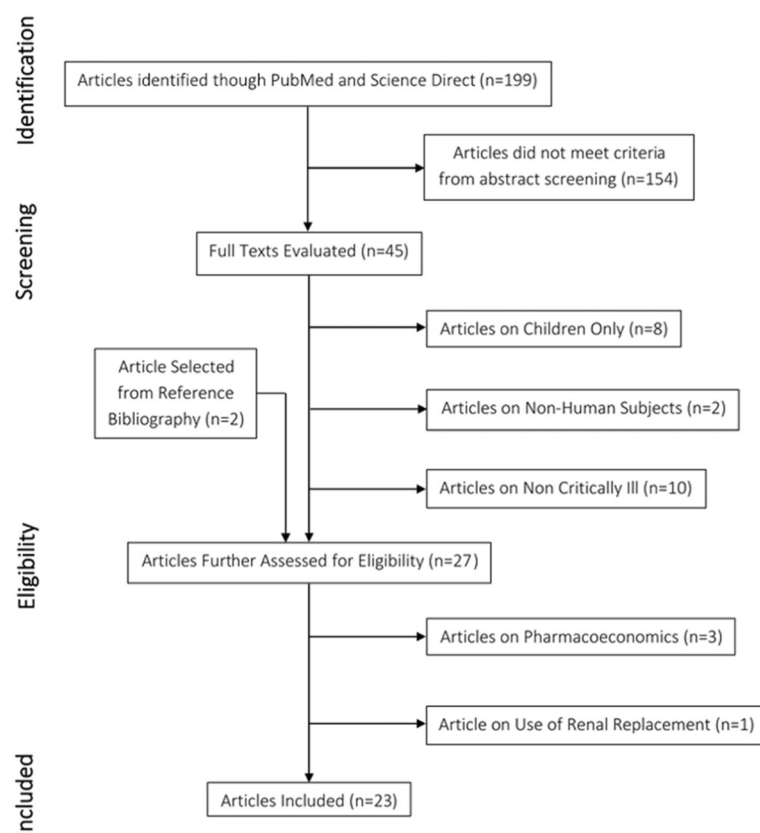 Identification
Articles identified though PubMed and Science Direct (n=199)
Articles did not meet criteria
from abstract screening (n=154)
Screening
Full Texts Evaluated (n=45)
Articles on Children Only (n=8)
Article Selected
from Reference
Bibliography (n=2)
Articles on Non-Human Subjects (n=2)
Articles on Non Critically Ill (n=10)
Eligibility
Articles Further Assessed for Eligibility (n=27)
Articles on Pharmacoeconomics (n=3)
Article on Use of Renal Replacement (n=1)
ncluded
Articles Included (n=23)